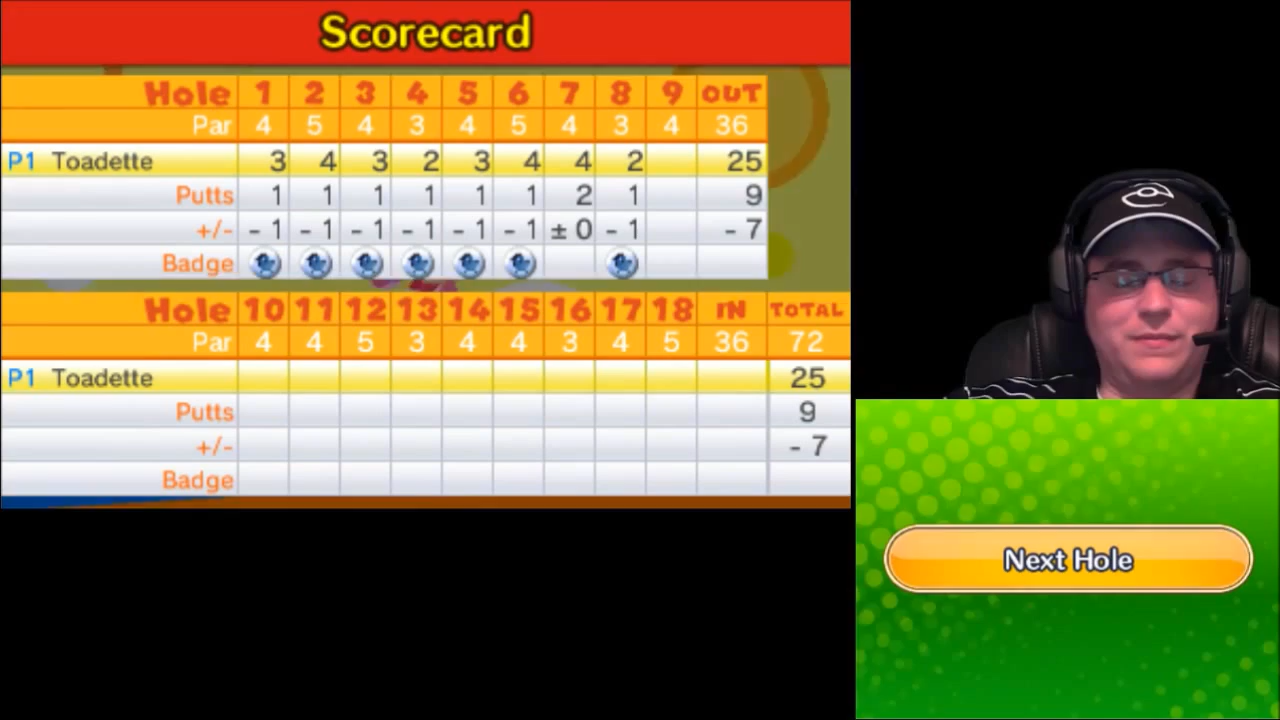 Scorecard
Hole 1 2 3 4 5 6 7 8 9 OUT
Par 4 5 4 3 4 5 4 3 4 36
P1 Toadette 3 4 3 2 3 4 4 2 25
Putts 1 1 1 1 1 1 2 1 9
+/- -1 -1 -1 -1 -1 -1 ±0 -1 -7
Badge
Hole 10 11 12 13 14 15 16 17 18 IN TOTAL
Par 4 4 5 3 4 4 3 4 5 36 72
P1 Toadette 25
Putts 9
+/- -7
Badge
Next Hole